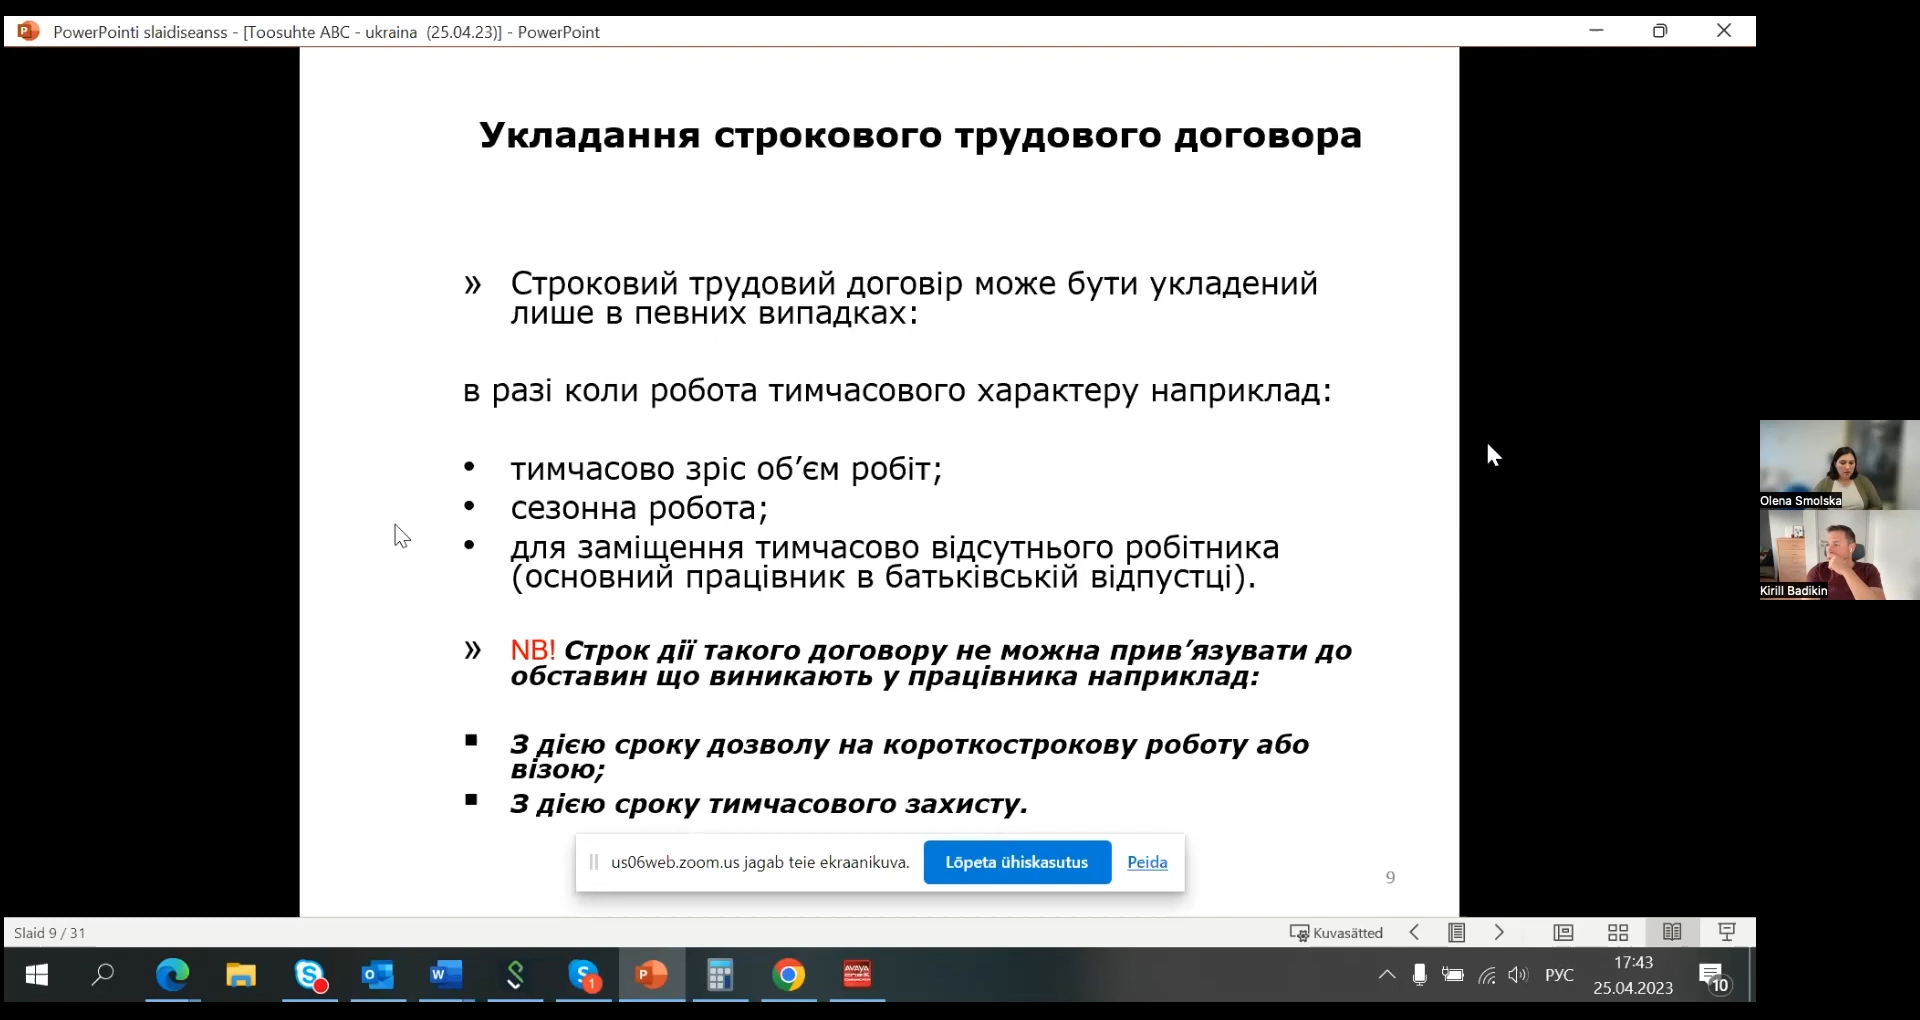 PowerPointi slaidiseanss - [Toosuhte ABC - ukraina (25.04.23)] - PowerPoint
Укладання строкового трудового договора
» Строковий трудовий договір може бути укладений
лише в певних випадках:
в разі коли робота тимчасового характеру наприклад:
• тимчасово зріс об’єм робіт;
• сезонна робота;
• для заміщення тимчасово відсутнього робітника
(основний працівник в батьківській відпустці).
» NB! Строк дії такого договору не можна прив’язувати до
обставин що виникають у працівника наприклад:
▪ З дією сроку дозволу на короткострокову роботу або
візою;
▪ З дією сроку тимчасового захисту.
us06web.zoom.us jagab teie ekraanikuva. Lõpeta ühiskasutus Peida
9
Olena Smolska
Kirill Badikin
Slaid 9 / 31
Kuvasätted
1
AVAYA
РУС
17:43
25.04.2023
10